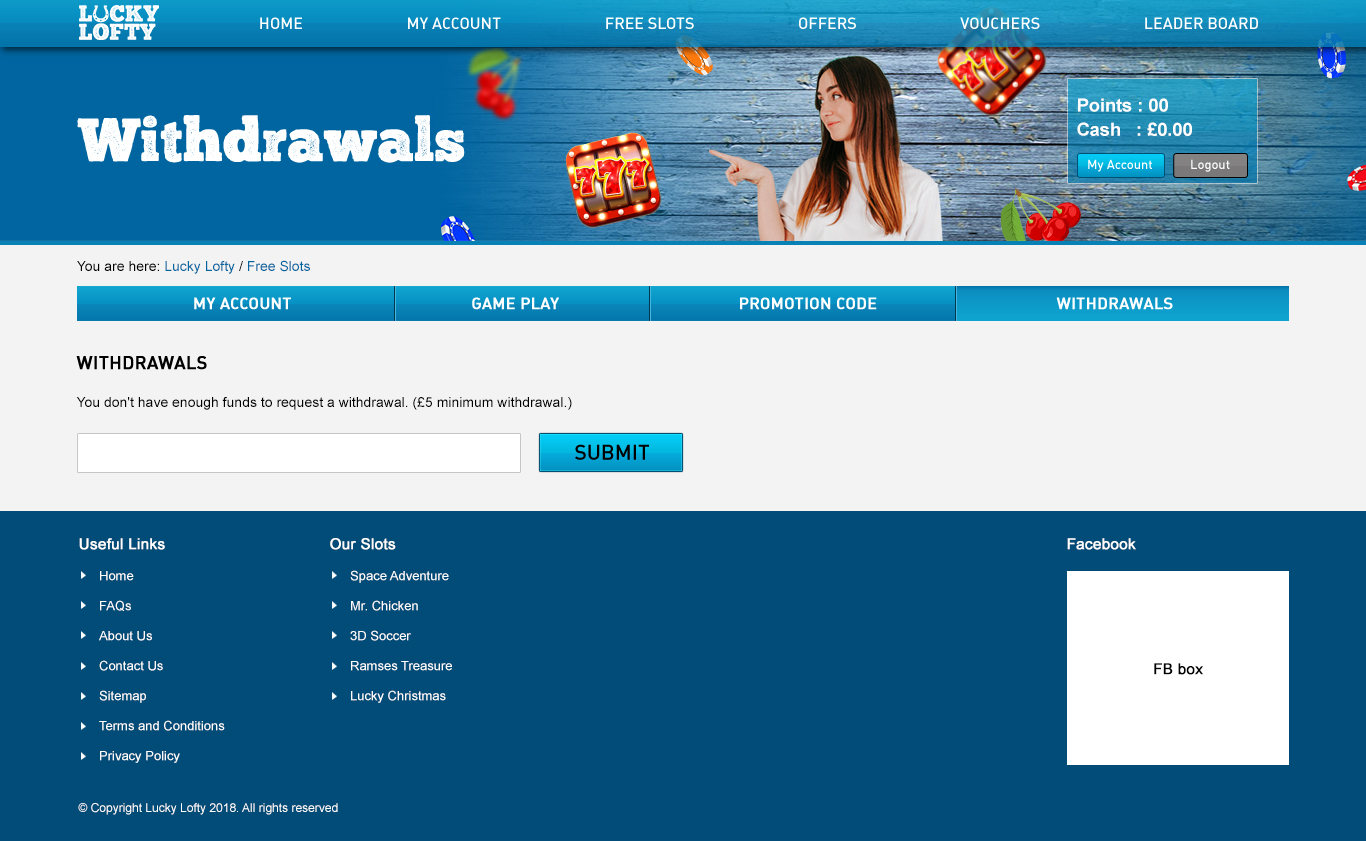 LUCKY
LOFTY
HOME
MY ACCOUNT
FREE SLOTS
OFFERS
VOUCHERS
LEADER BOARD
Withdrawals
777
777
Points : 00
Cash : £0.00
My Account
Logout
You are here: Lucky Lofty / Free Slots
MY ACCOUNT
GAME PLAY
PROMOTION CODE
WITHDRAWALS
WITHDRAWALS
You don't have enough funds to request a withdrawal. (£5 minimum withdrawal.)
SUBMIT
Useful Links
Home
FAQs
About Us
Contact Us
Sitemap
Terms and Conditions
Privacy Policy
Our Slots
Space Adventure
Mr. Chicken
3D Soccer
Ramses Treasure
Lucky Christmas
Facebook
FB box
© Copyright Lucky Lofty 2018. All rights reserved